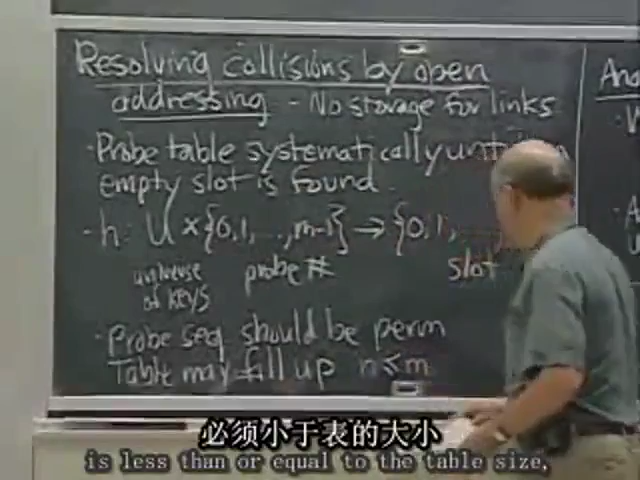 Resolving collisions by open
addressing - No storage for links
· Probe table systematically until an
empty slot is found.
- h: U × {0,1,...,m-1} → {0,1,...
universe of keys
probe #
slot
· Probe seq should be perm
Table may fill up n ≤ m
必须小于表的大小
is less than or equal to the table size,